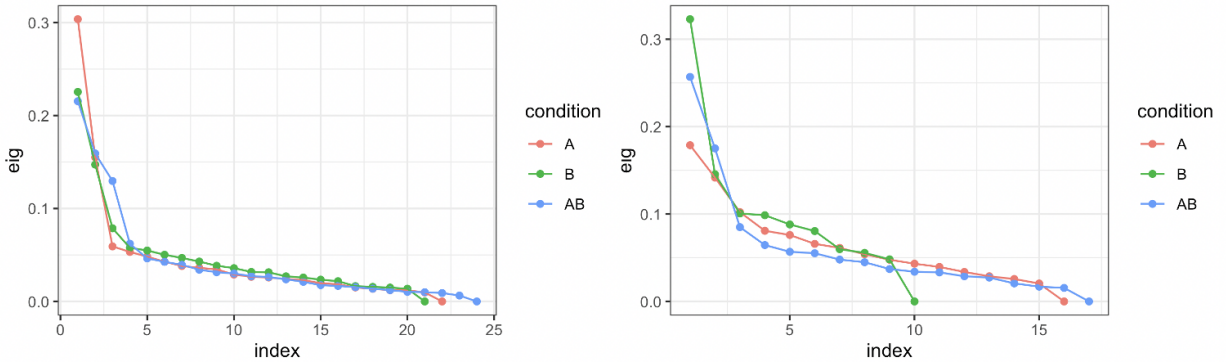 0.3
0.2
0.1
0.0
eig
0 5 10 15 20 25
index
condition
A
B
AB
0.3
0.2
0.1
0.0
eig
5 10 15
index
condition
A
B
AB